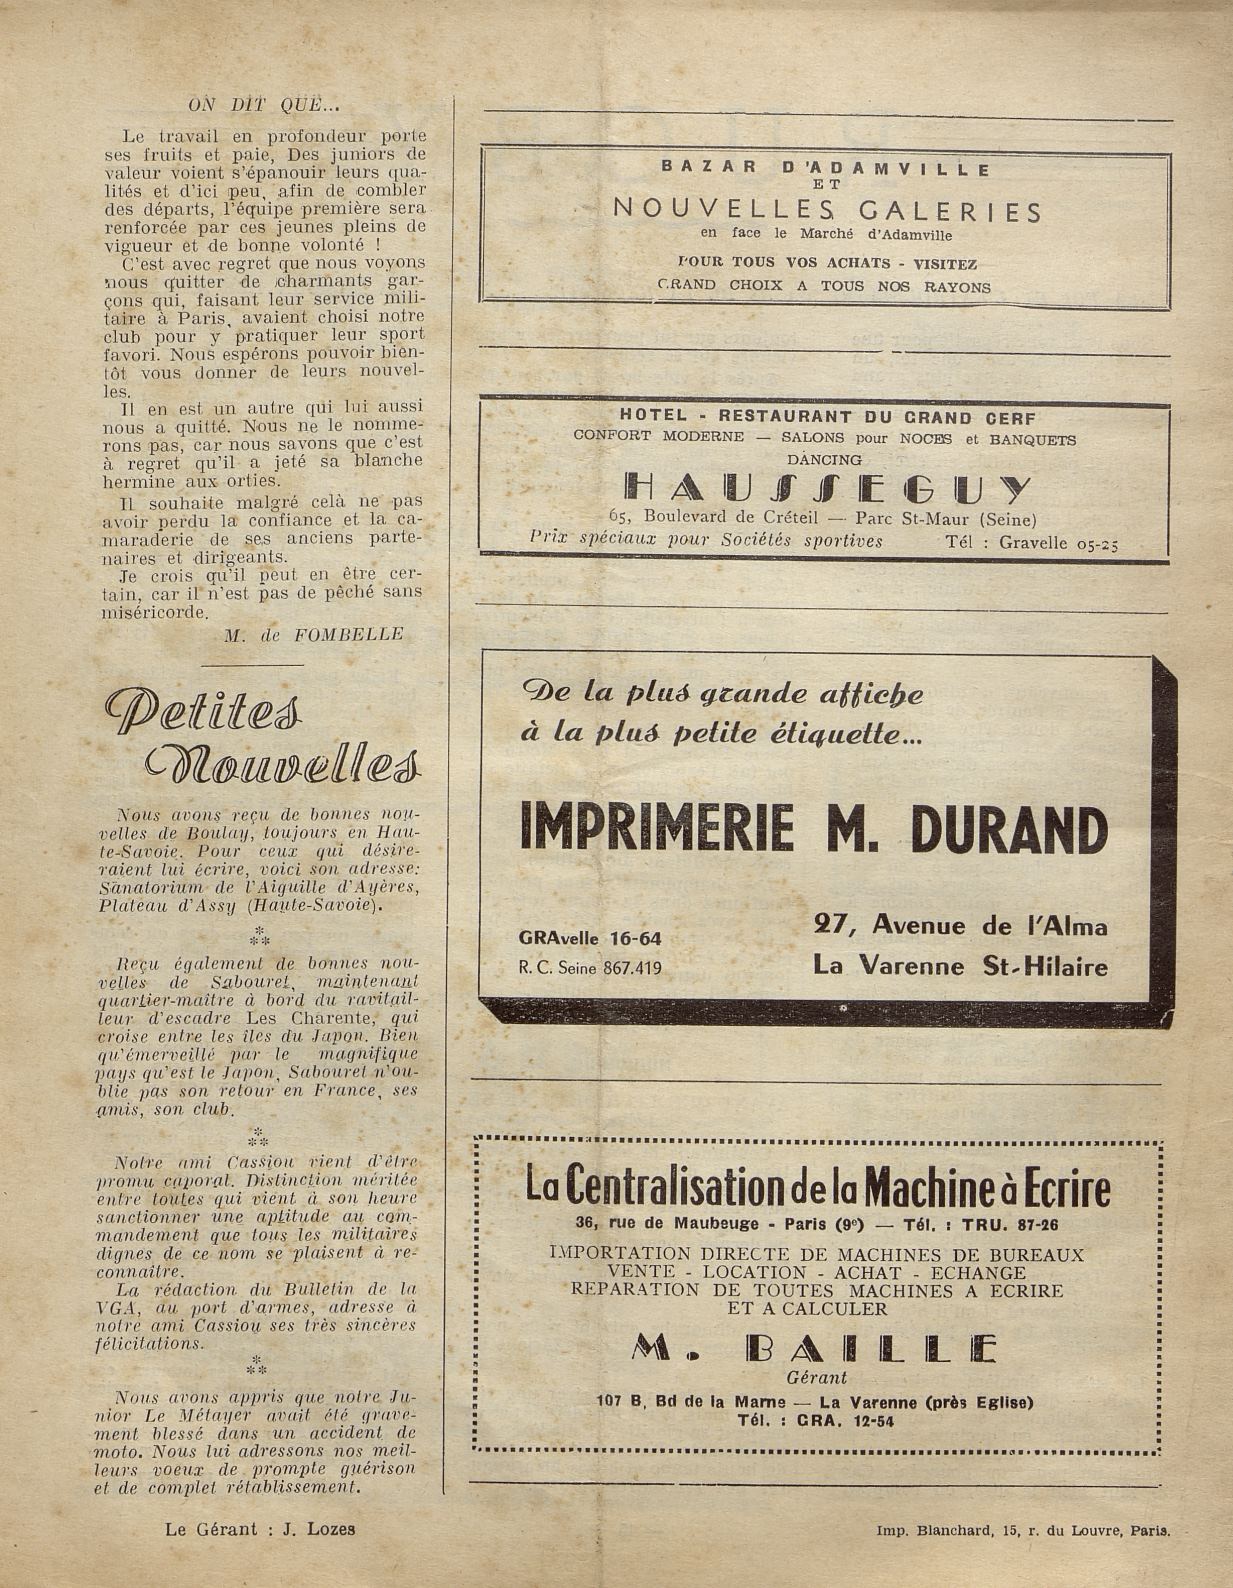 ON DIT QUE...
Le travail en profondeur porte
ses fruits et paie, Des juniors de
valeur voient s'épanouir leurs qua-
lités et d'ici peu, afin de combler
des départs, l'équipe première sera
renforcée par ces jeunes pleins de
vigueur et de bonne volonté !
C'est avec regret que nous voyons
nous quitter de charmants gar-
çons qui, faisant leur service mili-
taire à Paris, avaient choisi notre
club pour y pratiquer leur sport
favori. Nous espérons pouvoir bien-
tôt vous donner de leurs nouvel-
les.
Il en est un autre qui lui aussi
nous a quitté. Nous ne le nomme-
rons pas, car nous savons que c'est
à regret qu'il a jeté sa blanche
hermine aux orties.
Il souhaite malgré celà ne pas
avoir perdu la confiance et la ca-
maraderie de ses anciens parte-
naires et dirigeants.
Je crois qu'il peut en être cer-
tain, car il n'est pas de pêché sans
miséricorde.
M. de FOMBELLE
Petites
Nouvelles
Nous avons reçu de bonnes nou-
velles de Boulay, toujours en Hau-
te-Savoie. Pour ceux qui désire-
raient lui écrire, voici son adresse:
Sanatorium de l'Aiguille d'Ayères,
Plateau d'Assy (Haute-Savoie).
*
**
Reçu également de bonnes nou-
velles de Sabouret, maintenant
quartier-maître à bord du ravitail-
leur d'escadre Les Charente, qui
croise entre les îles du Japon. Bien
qu'émerveillé par le magnifique
pays qu'est le Japon, Sabouret n'ou-
blie pas son retour en France, ses
amis, son club.
*
**
Notre ami Cassiou vient d'être
promu caporal. Distinction méritée
entre toutes qui vient à son heure
sanctionner une aptitude au com-
mandement que tous les militaires
dignes de ce nom se plaisent à re-
connaître.
La rédaction du Bulletin de la
VGA, au port d'armes, adresse à
notre ami Cassiou ses très sincères
félicitations.
*
**
Nous avons appris que notre Ju-
nior Le Métayer avait été grave-
ment blessé dans un accident de
moto. Nous lui adressons nos meil-
leurs voeux de prompte guérison
et de complet rétablissement.
Le Gérant : J. Lozes
BAZAR D'ADAMVILLE
ET
NOUVELLES GALERIES
en face le Marché d'Adamville
POUR TOUS VOS ACHATS - VISITEZ
GRAND CHOIX A TOUS NOS RAYONS
HOTEL - RESTAURANT DU GRAND CERF
CONFORT MODERNE — SALONS pour NOCES et BANQUETS
DANCING
HAUSSEGUY
65, Boulevard de Créteil — Parc St-Maur (Seine)
Prix spéciaux pour Sociétés sportives Tél : Gravelle 05-25
De la plus grande affiche
à la plus petite étiquette...
IMPRIMERIE M. DURAND
27, Avenue de l'Alma
GRAvelle 16-64
La Varenne St-Hilaire
R. C. Seine 867.419
La Centralisation de la Machine à Ecrire
36, rue de Maubeuge - Paris (9e) — Tél. : TRU. 87-26
IMPORTATION DIRECTE DE MACHINES DE BUREAUX
VENTE - LOCATION - ACHAT - ECHANGE
REPARATION DE TOUTES MACHINES A ECRIRE
ET A CALCULER
M. BAILLE
Gérant
107 B, Bd de la Marne — La Varenne (près Eglise)
Tél. : GRA. 12-54
Imp. Blanchard, 15, r. du Louvre, Paris.